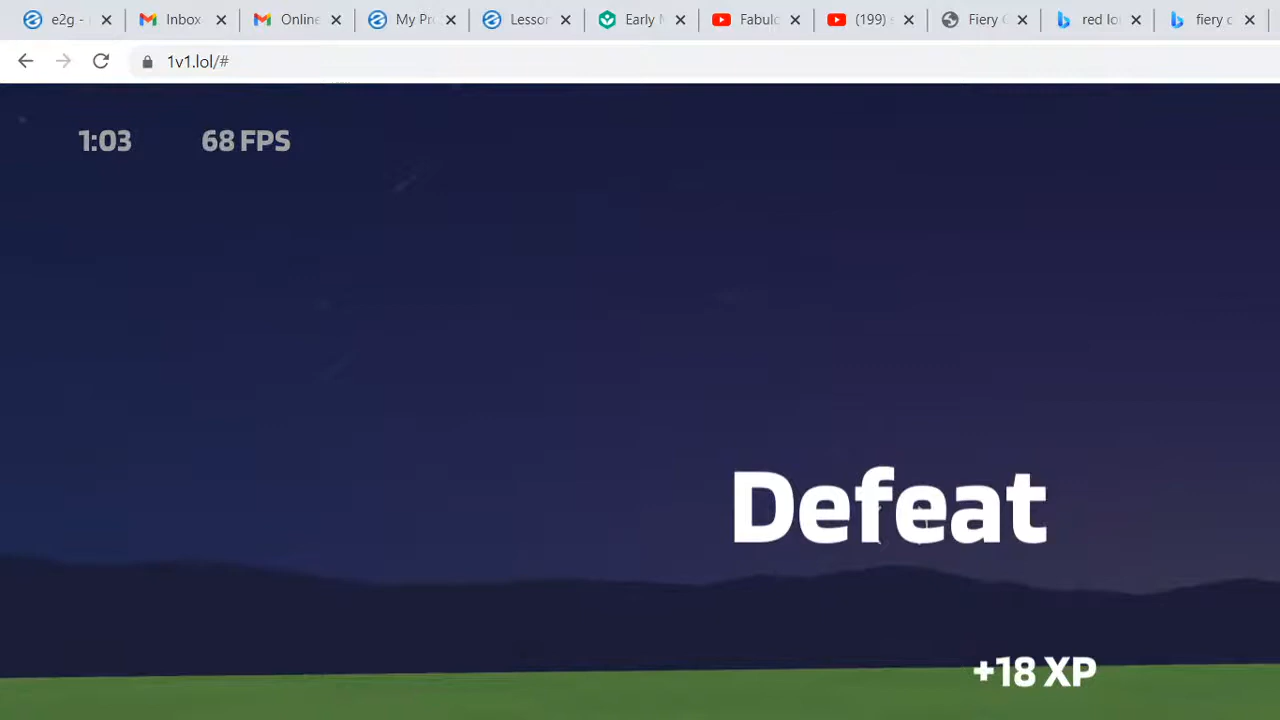 e2g - Inbox Online My Pro Lesson Early M Fabulo (199) Fiery C red lo fiery c
1v1.lol/#
1:03 68 FPS
Defeat
+18 XP